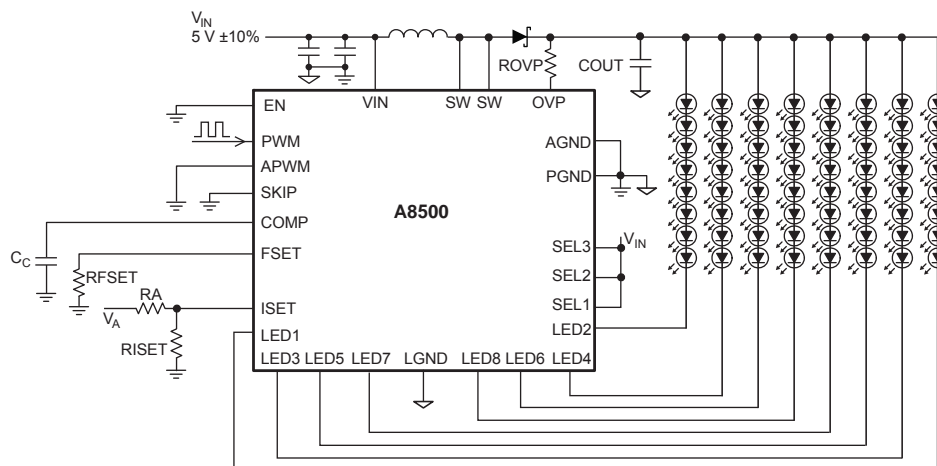 VIN
5 V ±10%
ROVP
COUT
VIN
SW
SW
OVP
EN
PWM
APWM
SKIP
COMP
FSET
ISET
LED1
A8500
AGND
PGND
SEL3
SEL2
SEL1
LED2
VIN
CC
RFSET
RA
VA
RISET
LED3
LED5
LED7
LGND
LED8
LED6
LED4